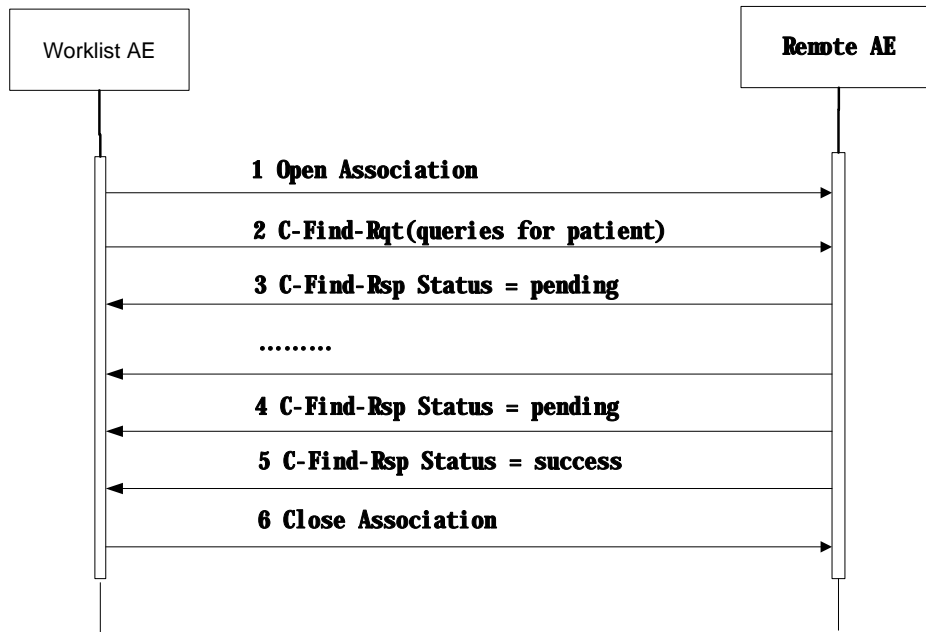 Worklist AE
Remote AE
1 Open Association
2 C-Find-Rqt(queries for patient)
3 C-Find-Rsp Status = pending
………
4 C-Find-Rsp Status = pending
5 C-Find-Rsp Status = success
6 Close Association